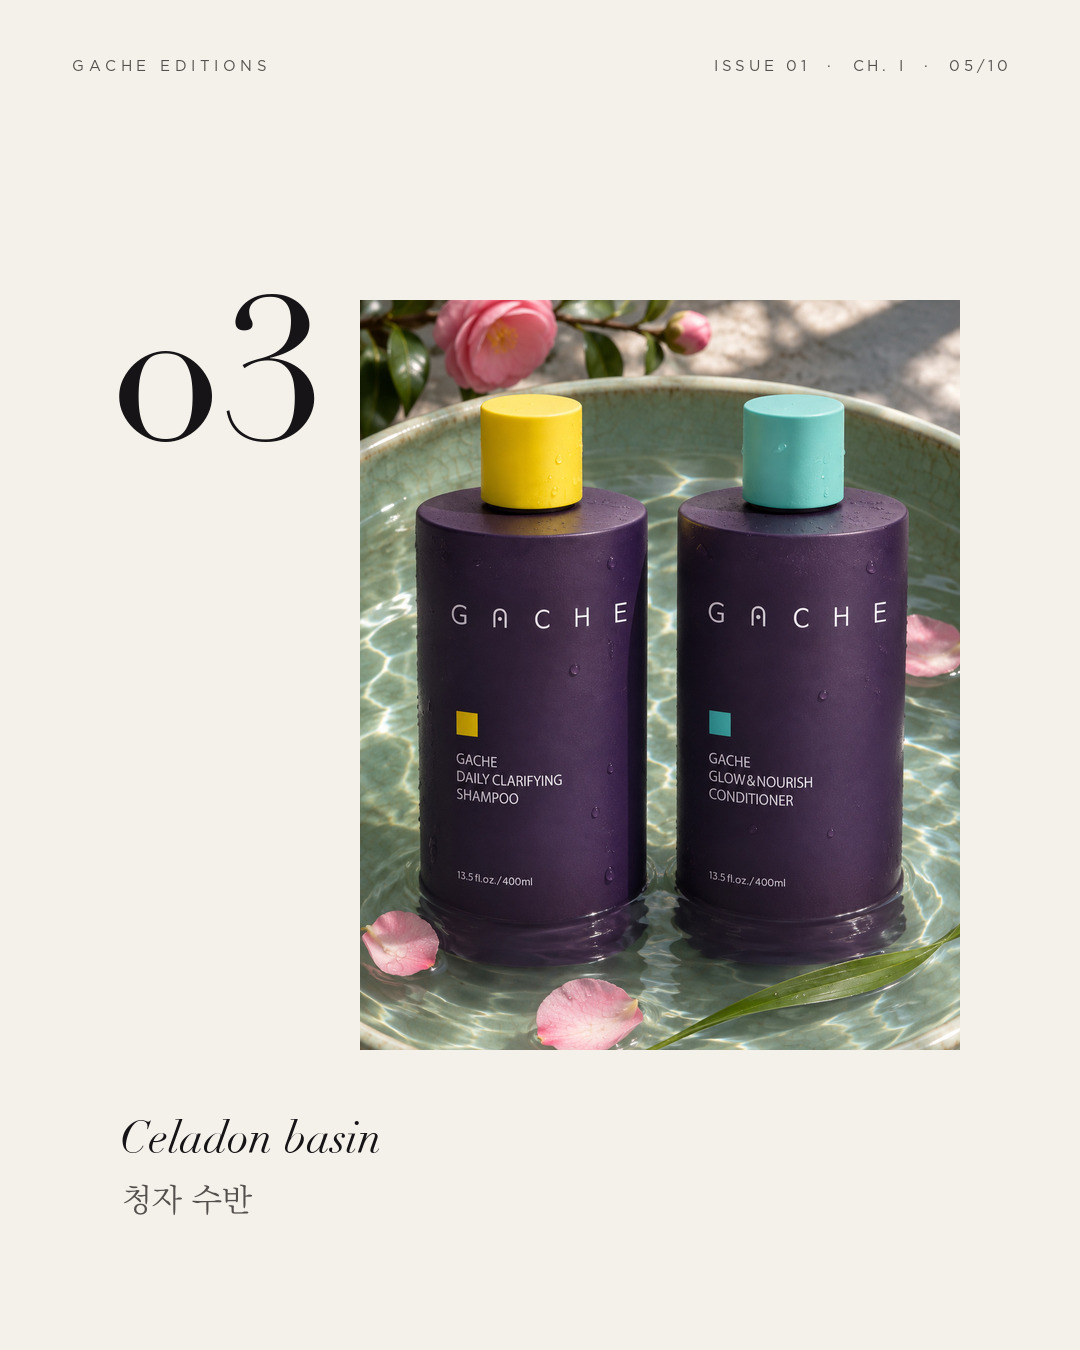 GACHE EDITIONS
ISSUE 01 · CH. I · 05/10
03
GACHE
GACHE
DAILY CLARIFYING
SHAMPOO
13.5 fl.oz./400ml
GACHE
GACHE
GLOW & NOURISH
CONDITIONER
13.5 fl.oz./400ml
Celadon basin
청자 수반